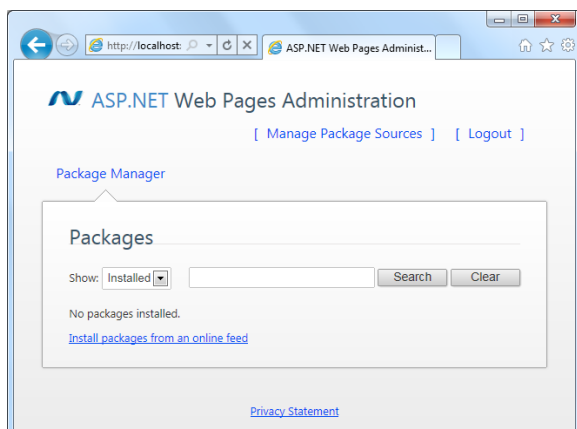 http://localhost:
ASP.NET Web Pages Administ...
ASP.NET Web Pages Administration
[ Manage Package Sources ] [ Logout ]
Package Manager
Packages
Show: Installed Search Clear
No packages installed.
Install packages from an online feed
Privacy Statement